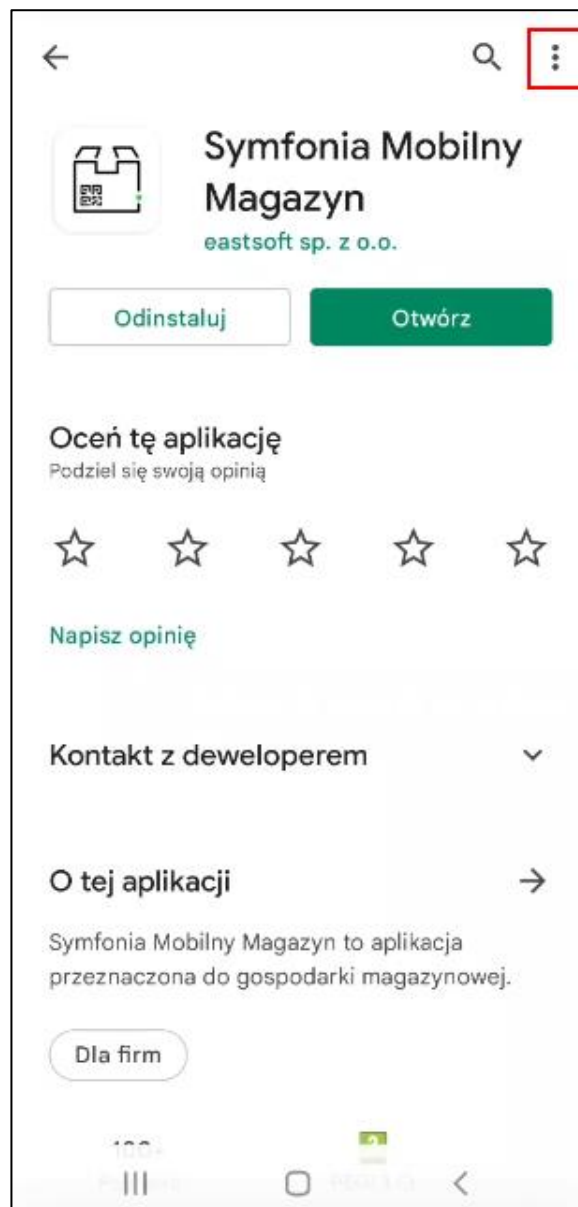 Symfonia Mobilny
Magazyn
eastsoft sp. z o.o.
Odinstaluj
Otwórz
Oceń tę aplikację
Podziel się swoją opinią
Napisz opinię
Kontakt z deweloperem
O tej aplikacji
Symfonia Mobilny Magazyn to aplikacja
przeznaczona do gospodarki magazynowej.
Dla firm